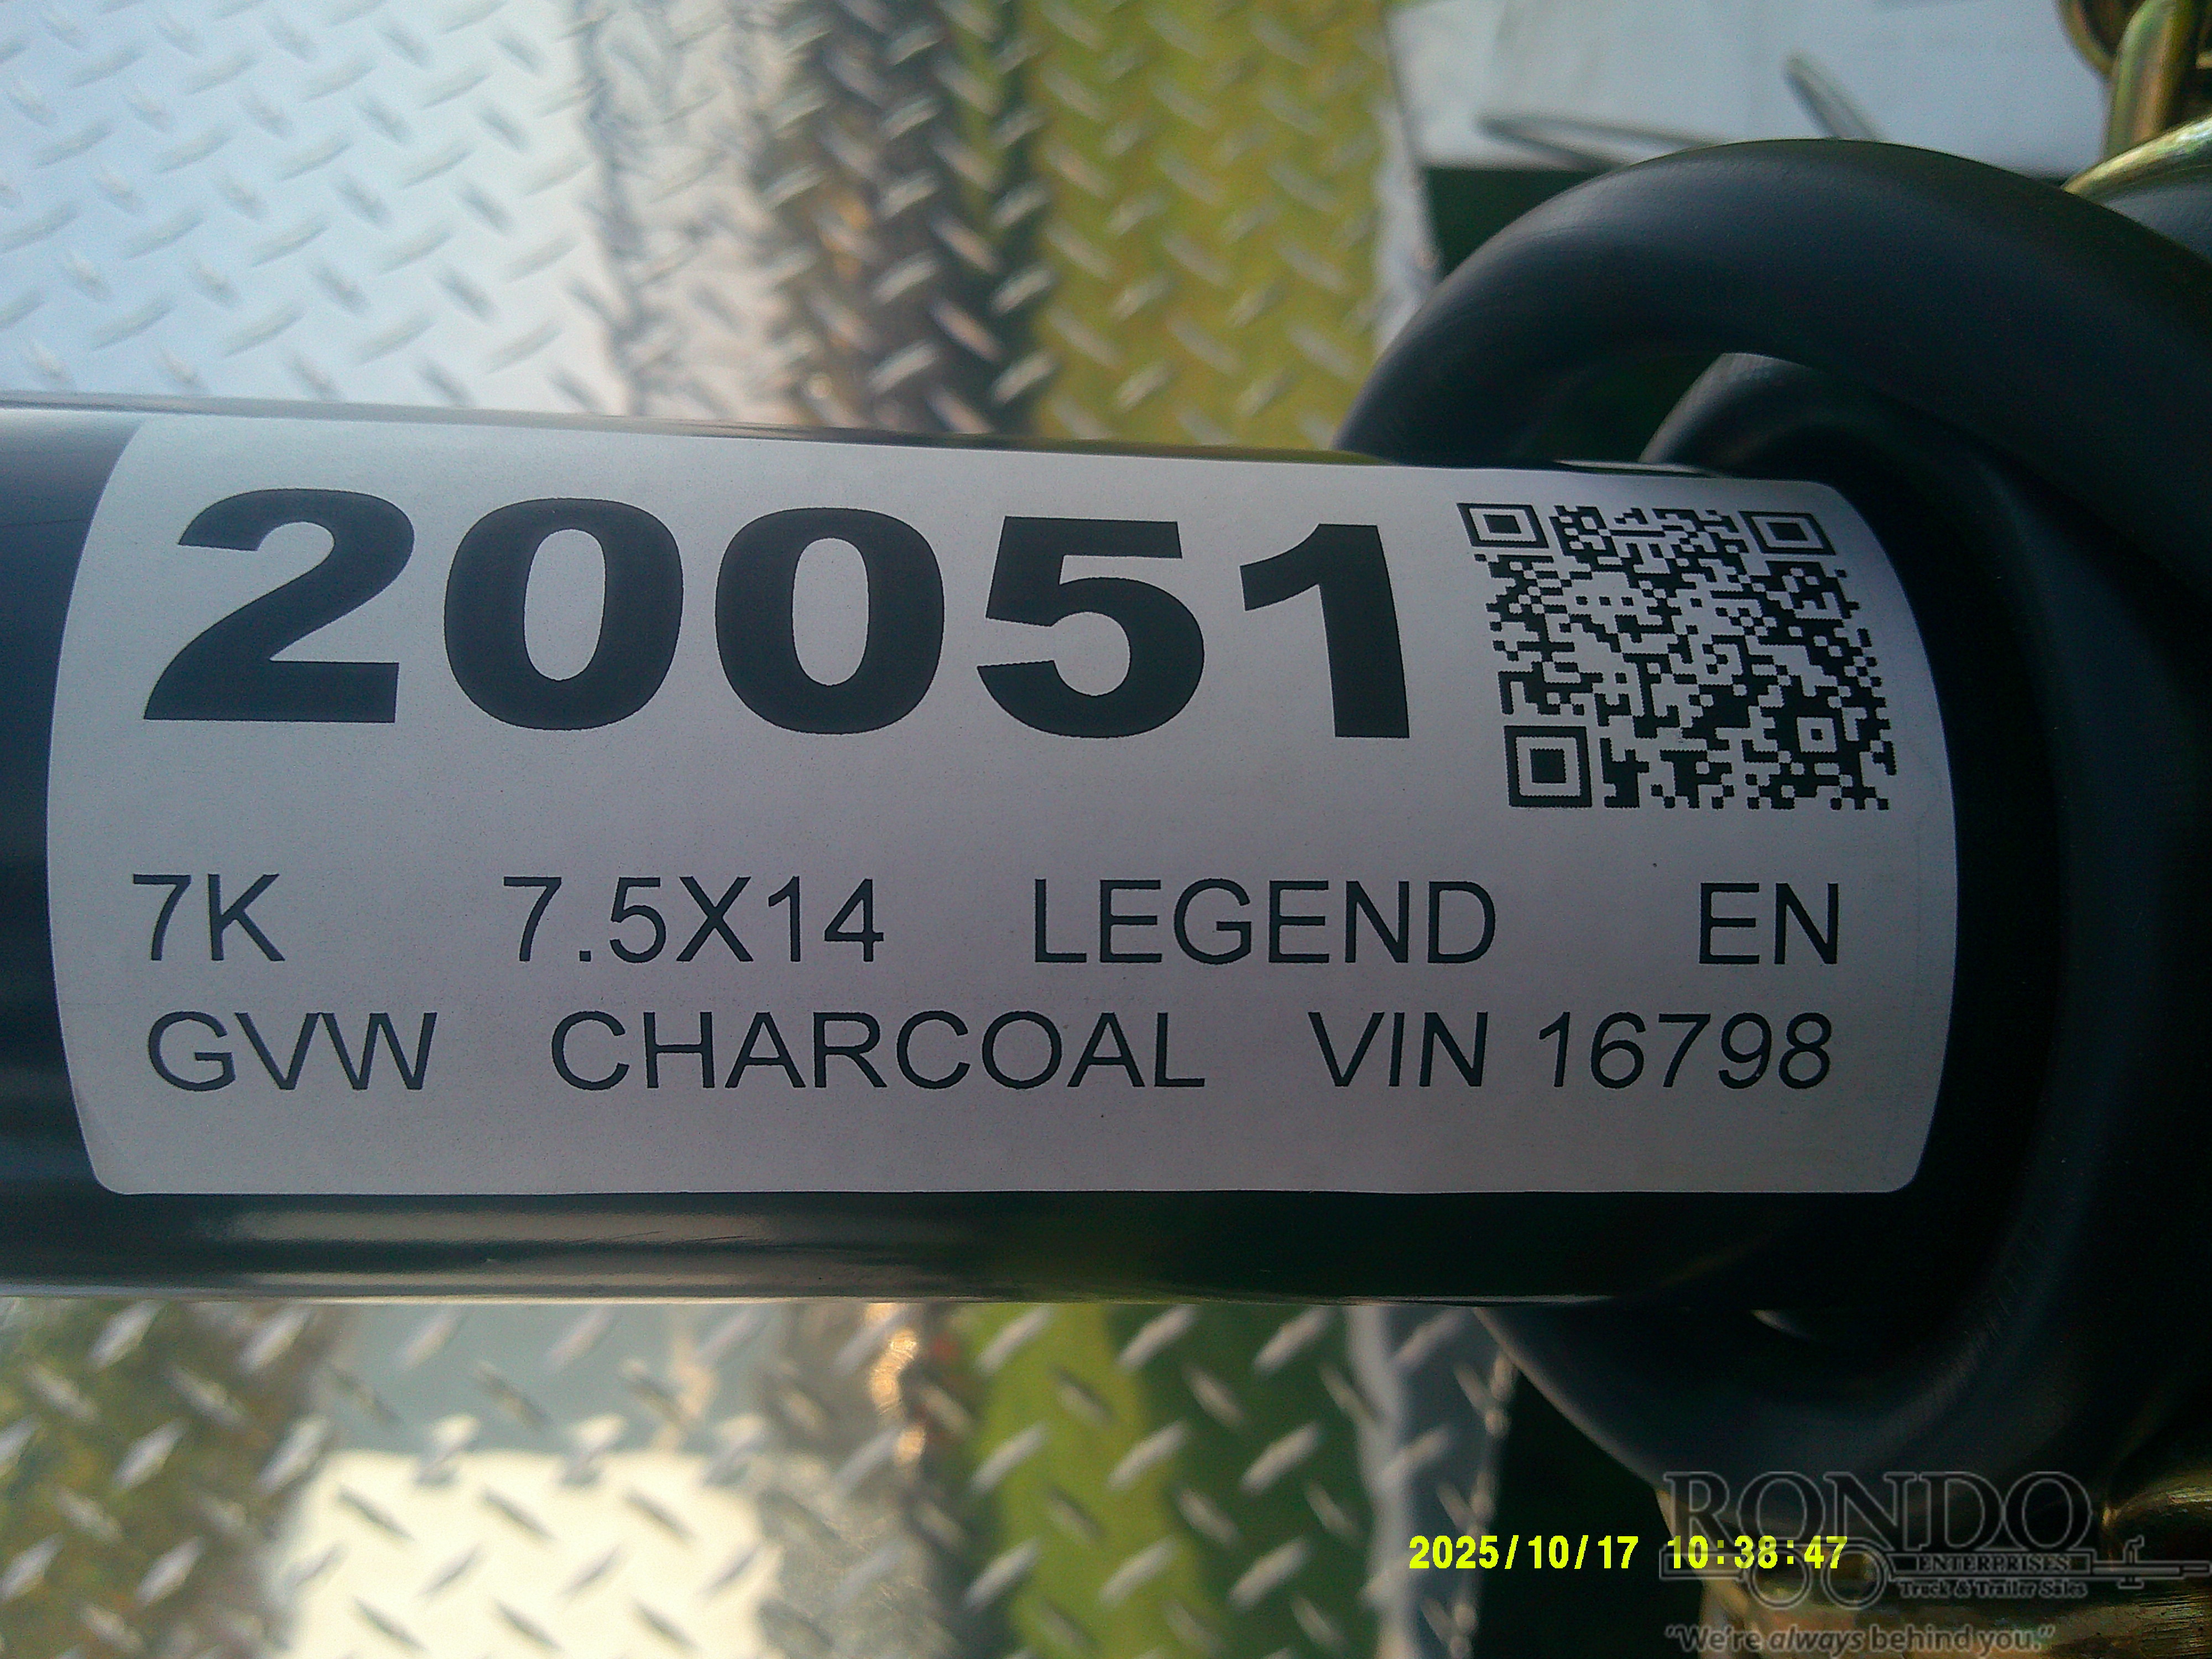 20051
7K 7.5X14 LEGEND EN
GVW CHARCOAL VIN 16798
RONDO
2025/10/17 10:38:47
ENTERPRISES
Truck & Trailer Sales
"We're always behind you."